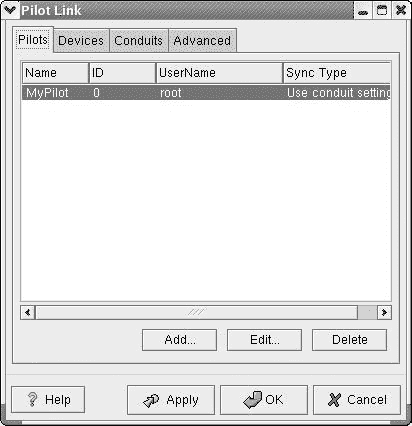 Pilot Link
Pilots Devices Conduits Advanced
Name ID UserName Sync Type
MyPilot 0 root Use conduit setting
Add... Edit... Delete
Help Apply OK Cancel